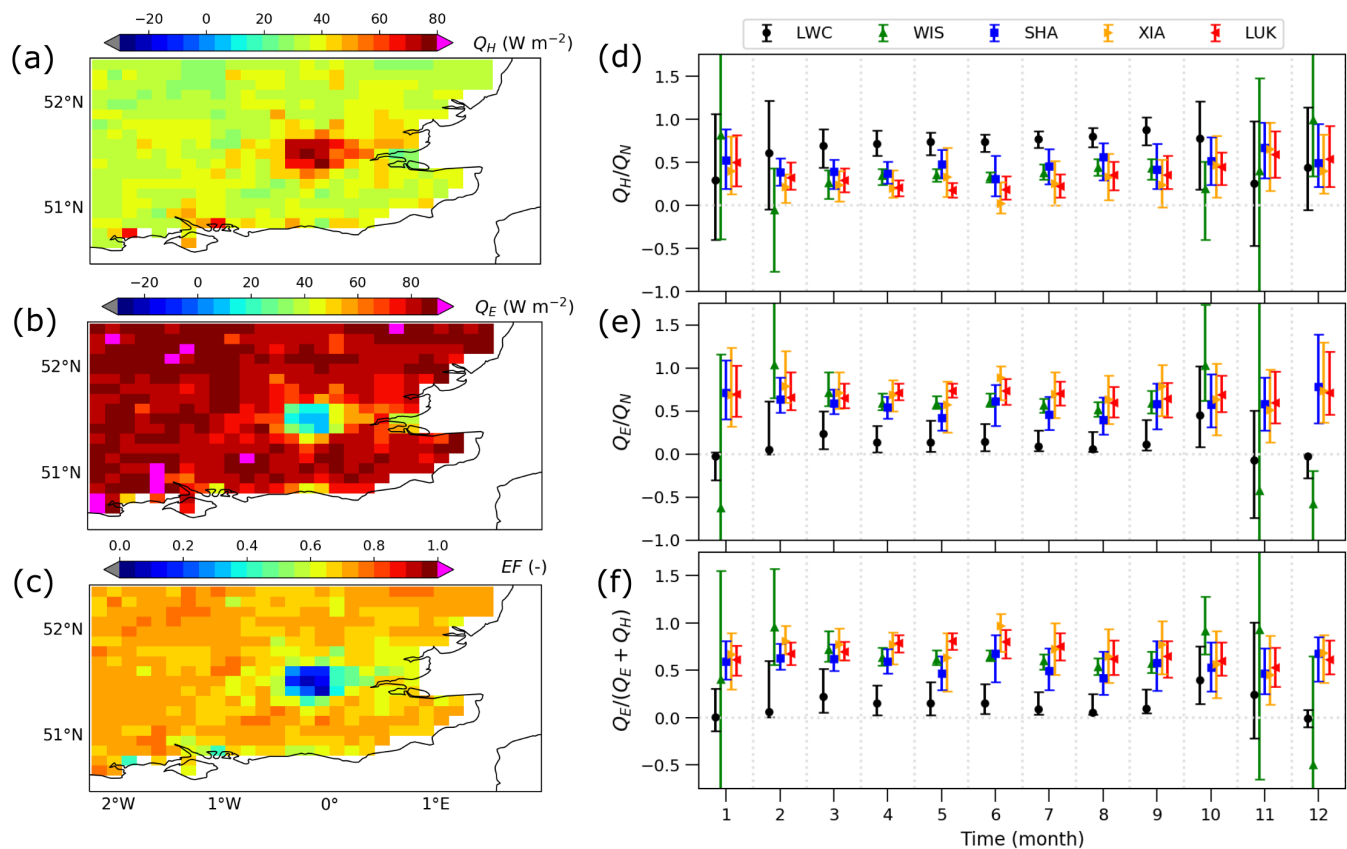 −20 0 20 40 60 80
(a)
Q_H (W m⁻²)
52°N
51°N
−20 0 20 40 60 80
(b)
Q_E (W m⁻²)
52°N
51°N
0.0 0.2 0.4 0.6 0.8 1.0
(c)
EF (-)
52°N
51°N
2°W 1°W 0° 1°E
LWC WIS SHA XIA LUK
(d)
Q_H/Q_N
1.5
1.0
0.5
0.0
−0.5
−1.0
(e)
Q_E/Q_N
1.5
1.0
0.5
0.0
−0.5
−1.0
(f)
Q_E/(Q_E + Q_H)
1.5
1.0
0.5
0.0
−0.5
1 2 3 4 5 6 7 8 9 10 11 12
Time (month)